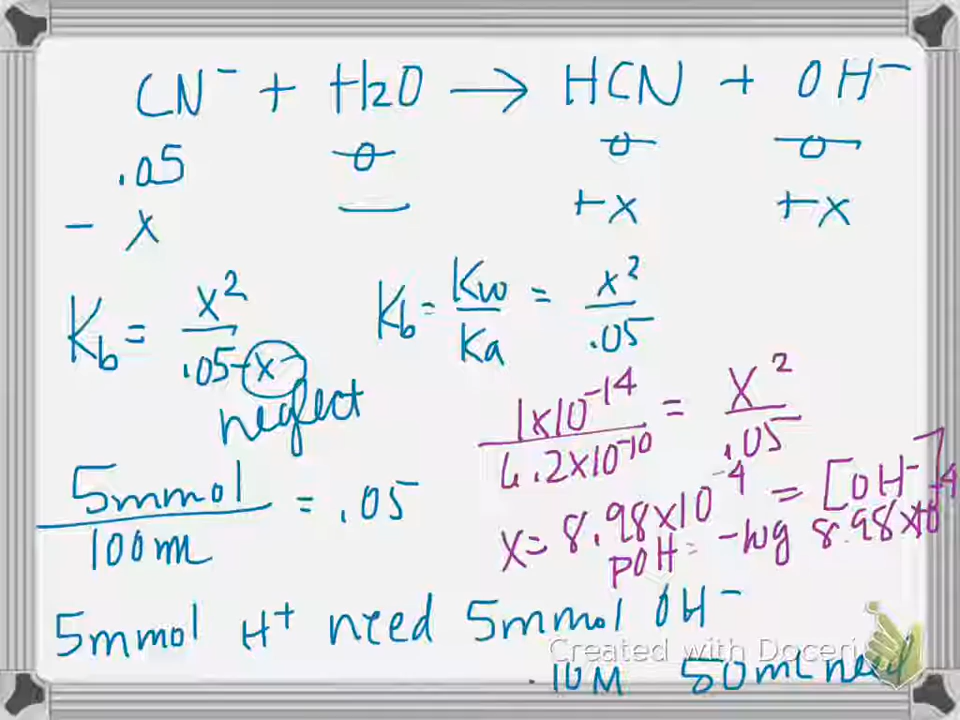 CN⁻ + H2O → HCN + OH⁻
.05 0 0 0
- x — +x +x
Kb = x² / .05 - x Kb = Kw / Ka = x² / .05
neglect
1x10⁻¹⁴ / 6.2x10⁻¹⁰ = X² / .05
5mmol / 100mL = .05
X = 8.98x10⁻⁴ = [OH⁻]
pOH = -log 8.98x10⁻⁴
5mmol H⁺ need 5mmol OH⁻
Created with Doceri
.10M 50mL need